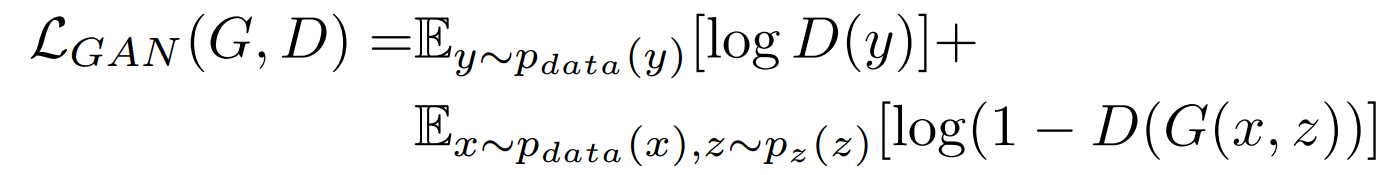 ℒ_{GAN}(G, D) =𝔼_{y∼p_{data}(y)}[log D(y)]+
𝔼_{x∼p_{data}(x),z∼p_z(z)}[log(1 − D(G(x, z))]